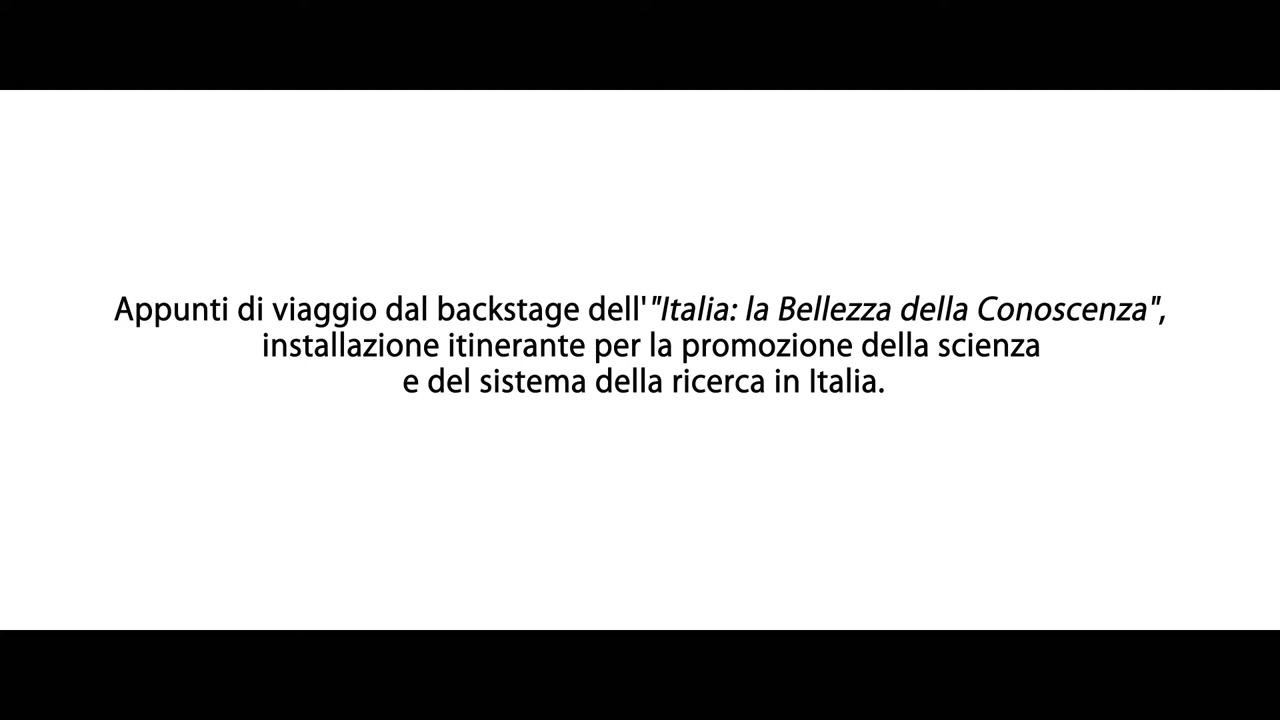 Appunti di viaggio dal backstage dell'"Italia: la Bellezza della Conoscenza",
installazione itinerante per la promozione della scienza
e del sistema della ricerca in Italia.